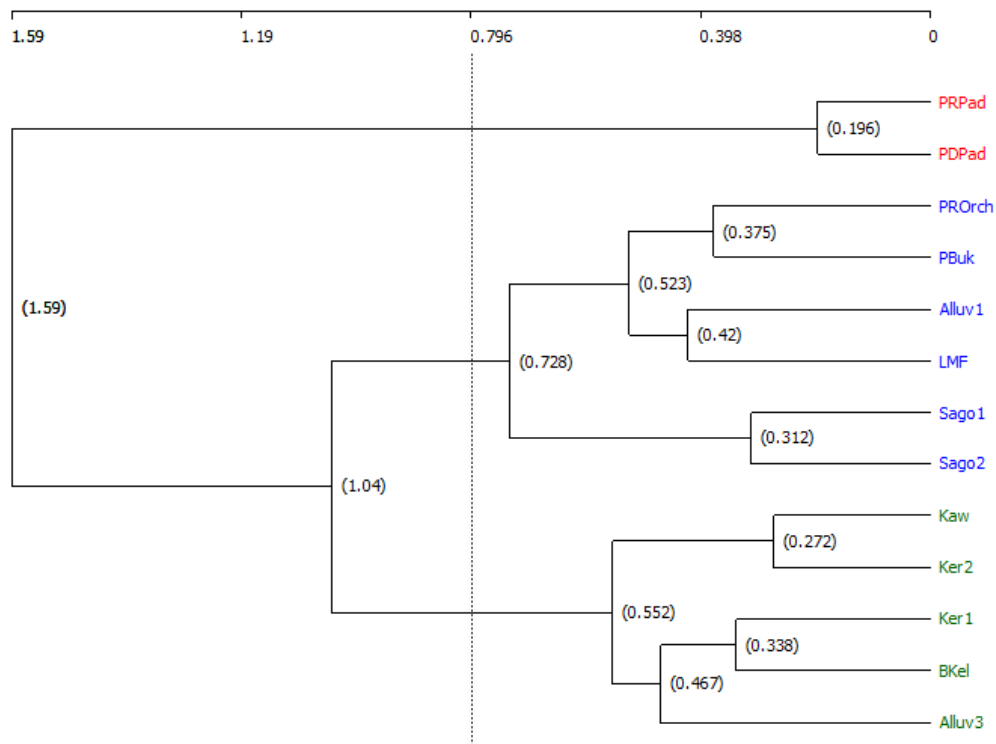 1.59 1.19 0.796 0.398 0
PRPad
(0.196)
PDPad
PROrch
(0.375)
PBuk
(0.523)
(1.59)
Alluv1
(0.42)
(0.728)
LMF
Sago1
(0.312)
Sago2
(1.04)
Kaw
(0.272)
Ker2
(0.552)
Ker1
(0.338)
BKel
(0.467)
Alluv3